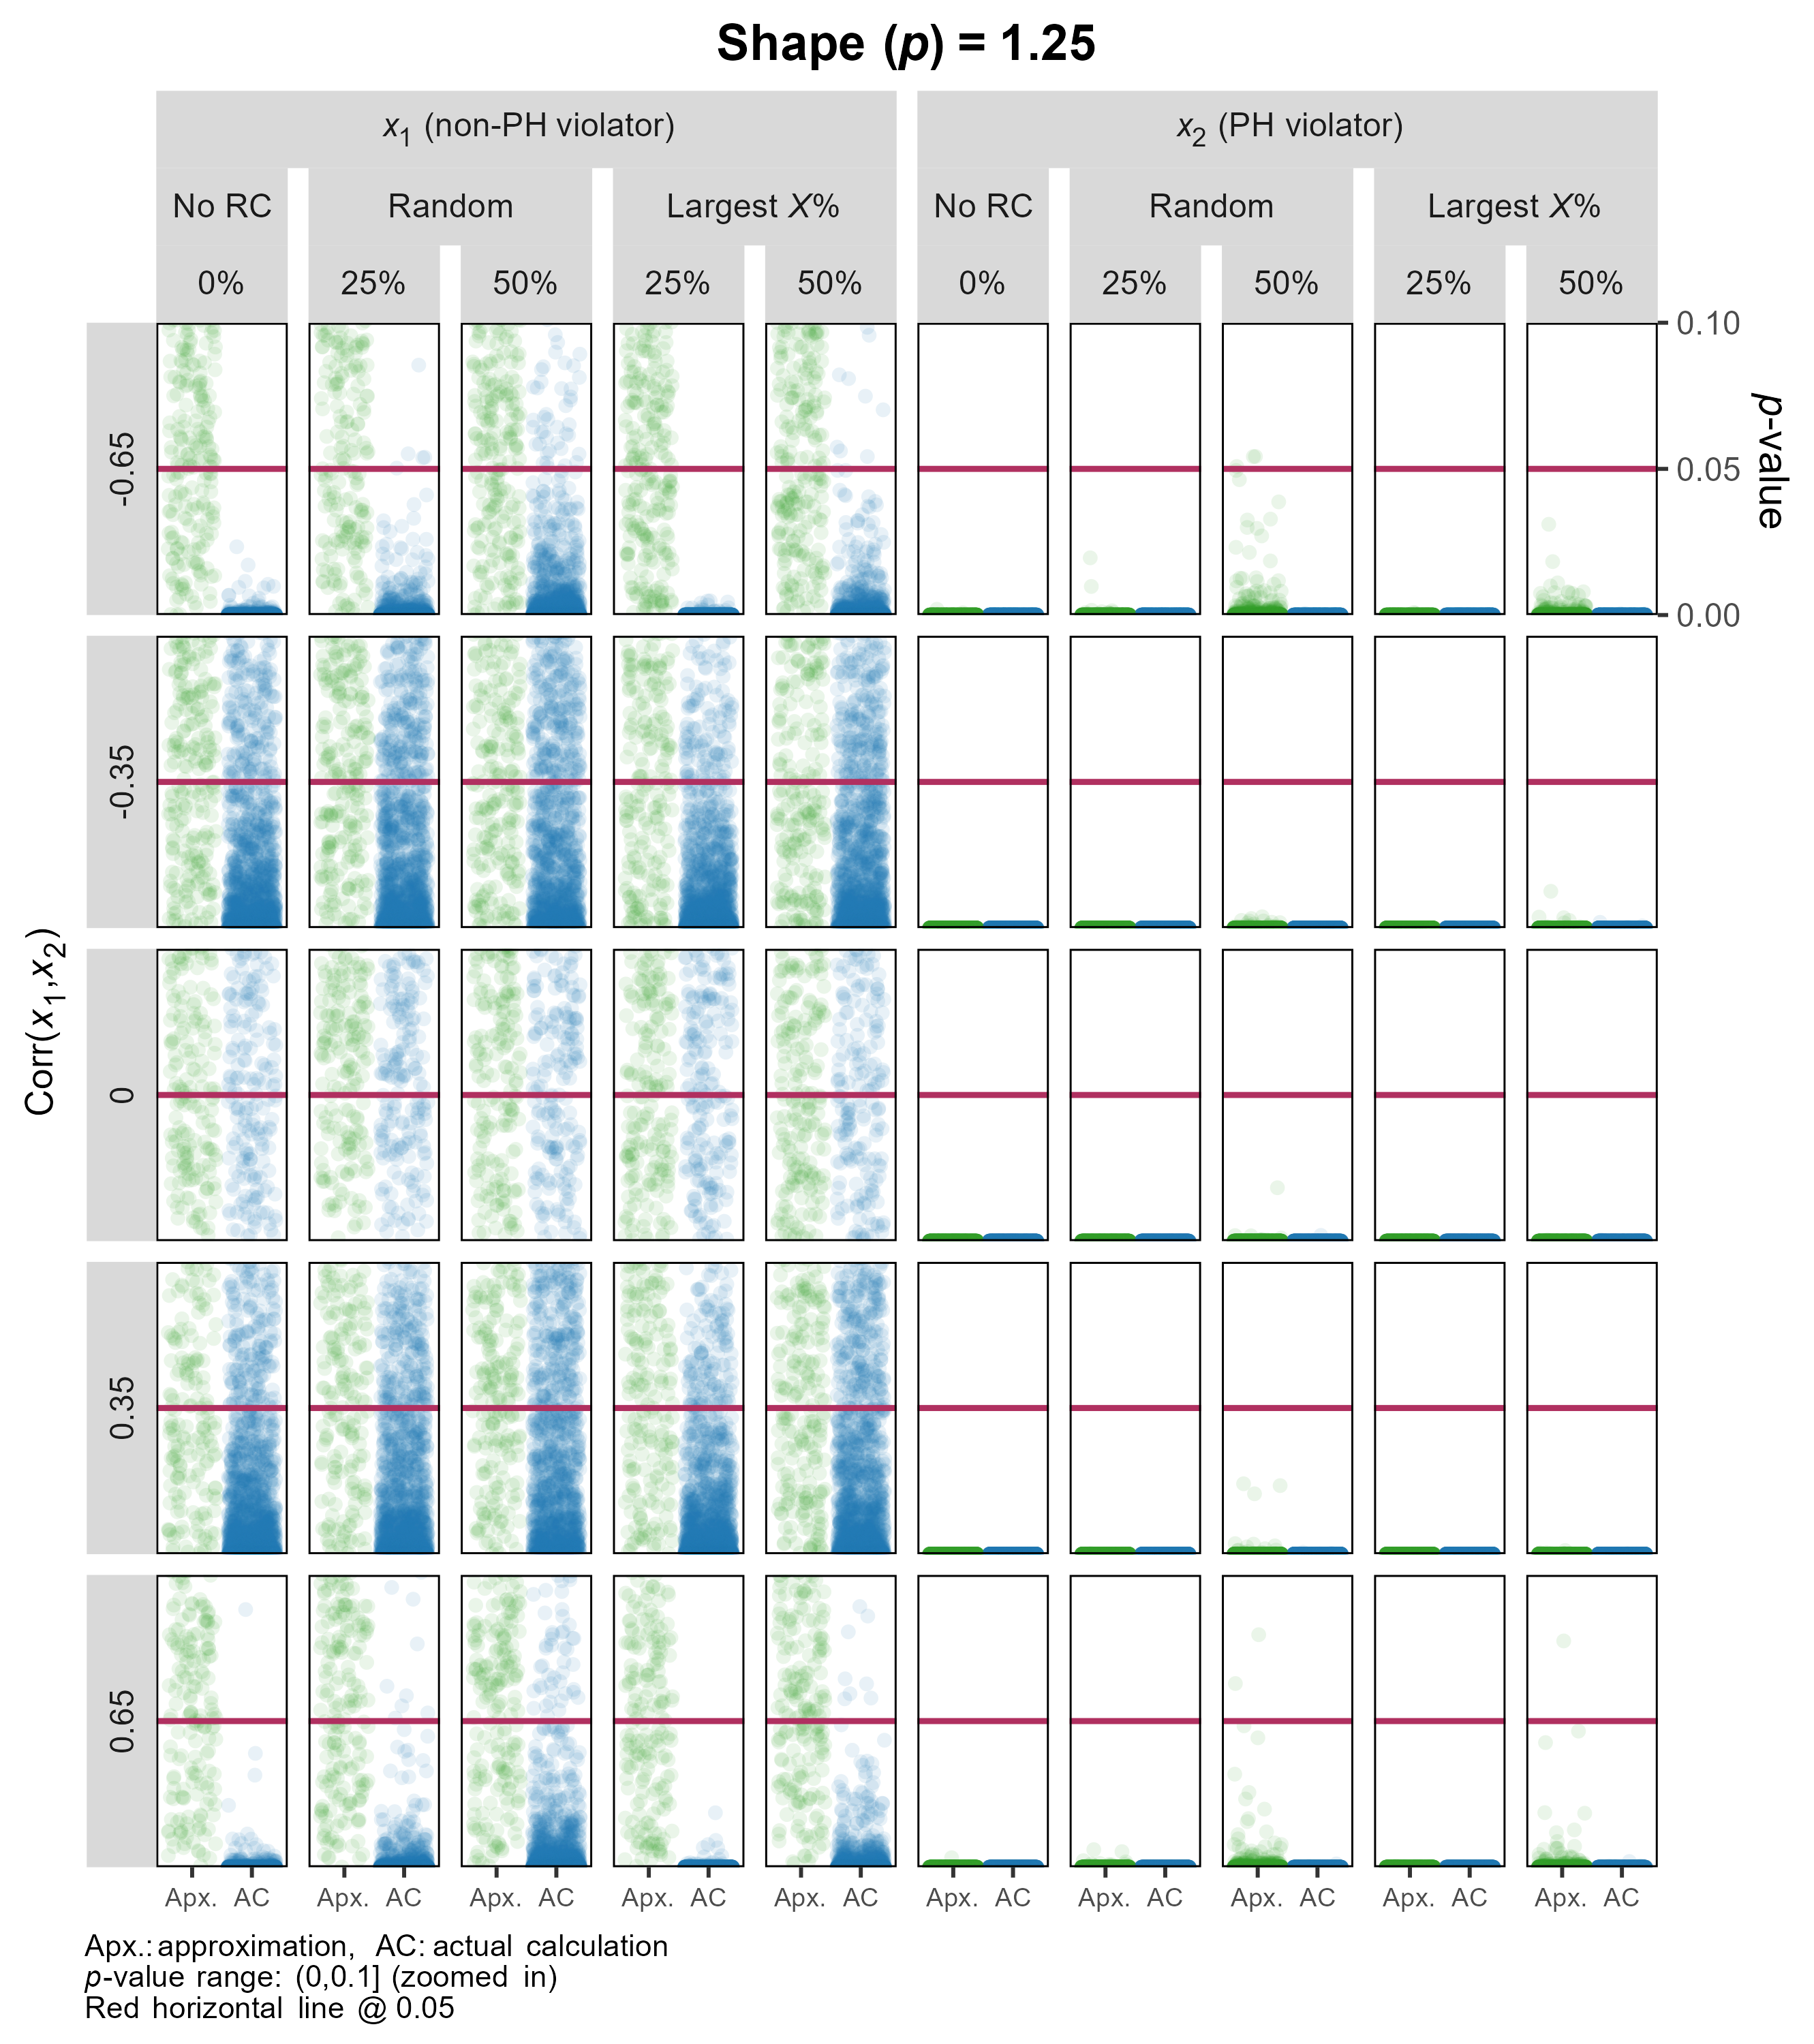 Shape (p) = 1.25
x1 (non-PH violator) x2 (PH violator)
No RC Random Largest X% No RC Random Largest X%
0% 25% 50% 25% 50% 0% 25% 50% 25% 50%
-0.65
-0.35
0
0.35
0.65
Corr(x1,x2)
0.10
0.05
0.00
p-value
Apx. AC Apx. AC Apx. AC Apx. AC Apx. AC Apx. AC Apx. AC Apx. AC Apx. AC Apx. AC
Apx.: approximation, AC: actual calculation
p-value range: (0,0.1] (zoomed in)
Red horizontal line @ 0.05